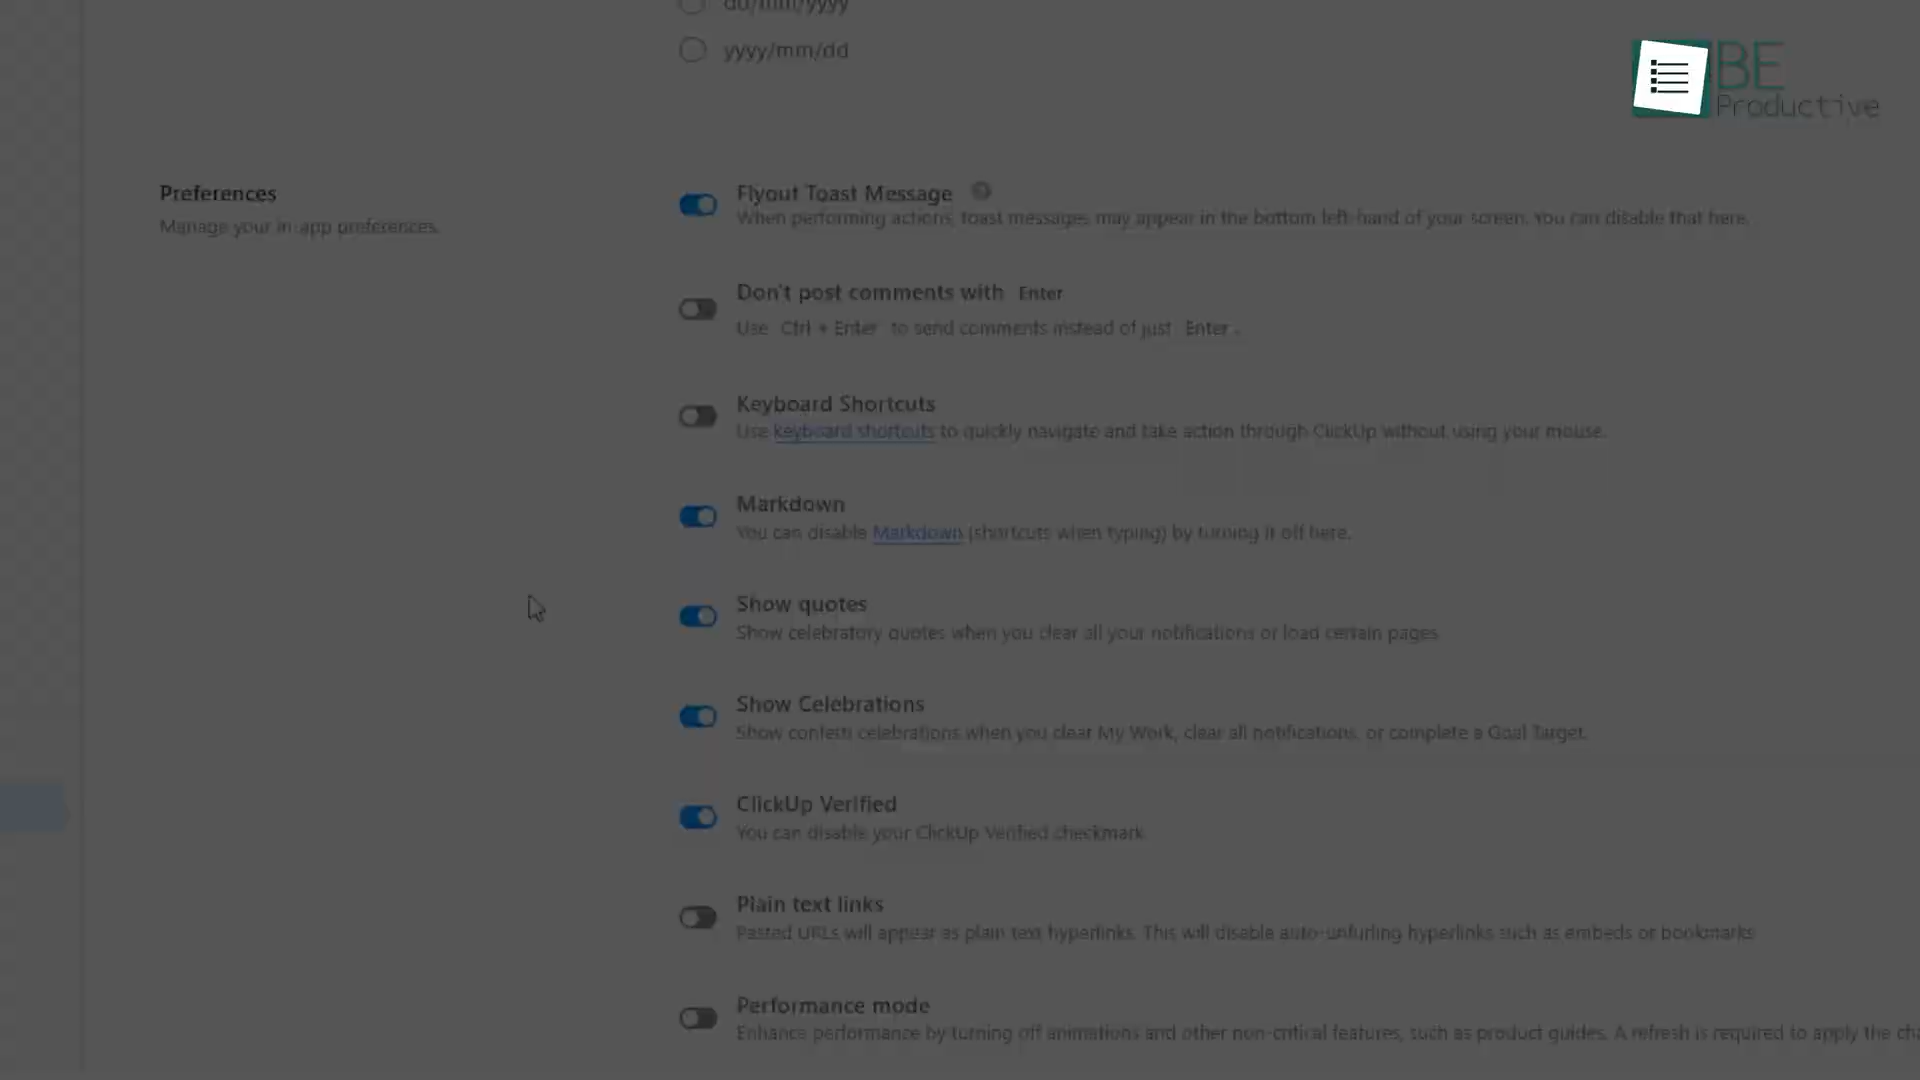 dd/mm/yyyy
yyyy/mm/dd
BE
Productive
Preferences
Manage your in-app preferences.
Flyout Toast Message
When performing actions, toast messages may appear in the bottom left-hand of your screen. You can disable that here.
Don't post comments with Enter
Use Ctrl + Enter to send comments instead of just Enter .
Keyboard Shortcuts
Use keyboard shortcuts to quickly navigate and take action through ClickUp without using your mouse.
Markdown
You can disable Markdown (shortcuts when typing) by turning it off here.
Show quotes
Show celebratory quotes when you clear all your notifications or load certain pages.
Show Celebrations
Show confetti celebrations when you clear My Work, clear all notifications, or complete a Goal Target.
ClickUp Verified
You can disable your ClickUp Verified checkmark
Plain text links
Pasted URLs will appear as plain text hyperlinks. This will disable auto-unfurling hyperlinks such as embeds or bookmarks
Performance mode
Enhance performance by turning off animations and other non-critical features, such as product guides. A refresh is required to apply the cha